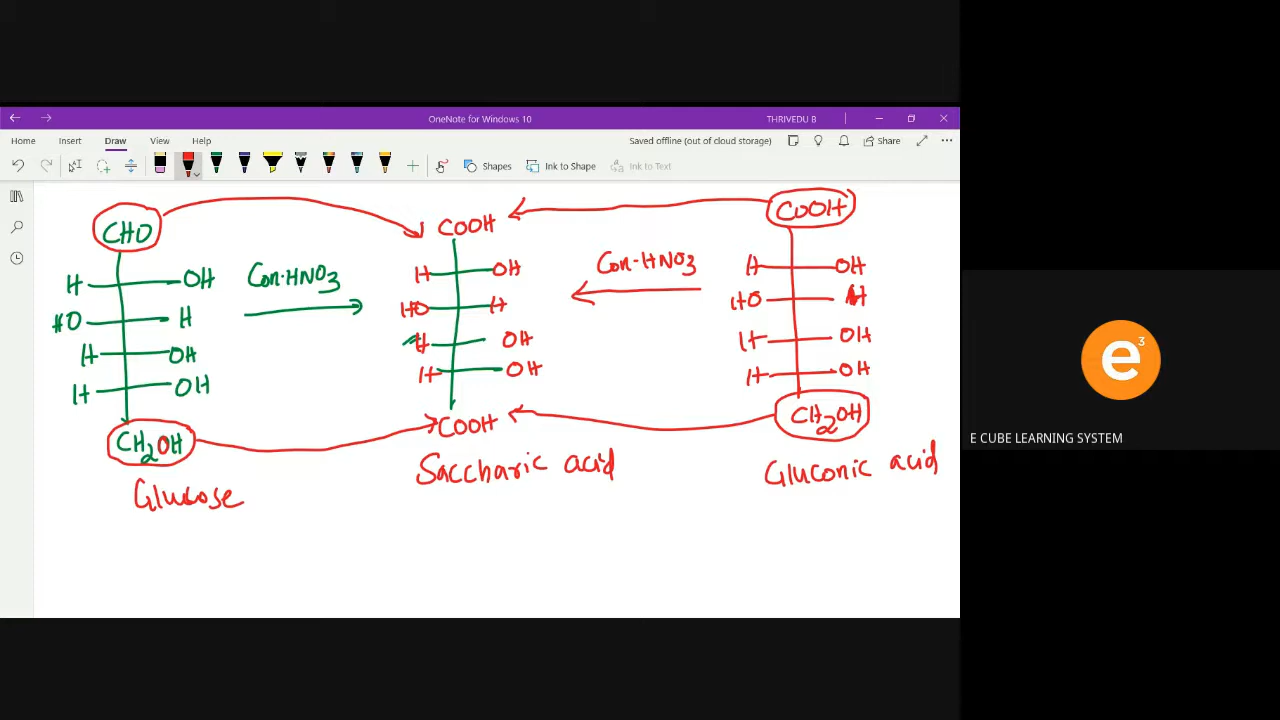 OneNote for Windows 10
THRIVEDU B
Home Insert Draw View Help
Saved offline (out of cloud storage)
Share
Shapes
Ink to Shape
Ink to Text
CHO
H OH
HO H
H OH
H OH
CH2OH
Glucose
Con·HNO3
COOH
H OH
HO H
H OH
H OH
COOH
Saccharic acid
Con·HNO3
COOH
H OH
HO H
H OH
H OH
CH2OH
Gluconic acid
e3
E CUBE LEARNING SYSTEM